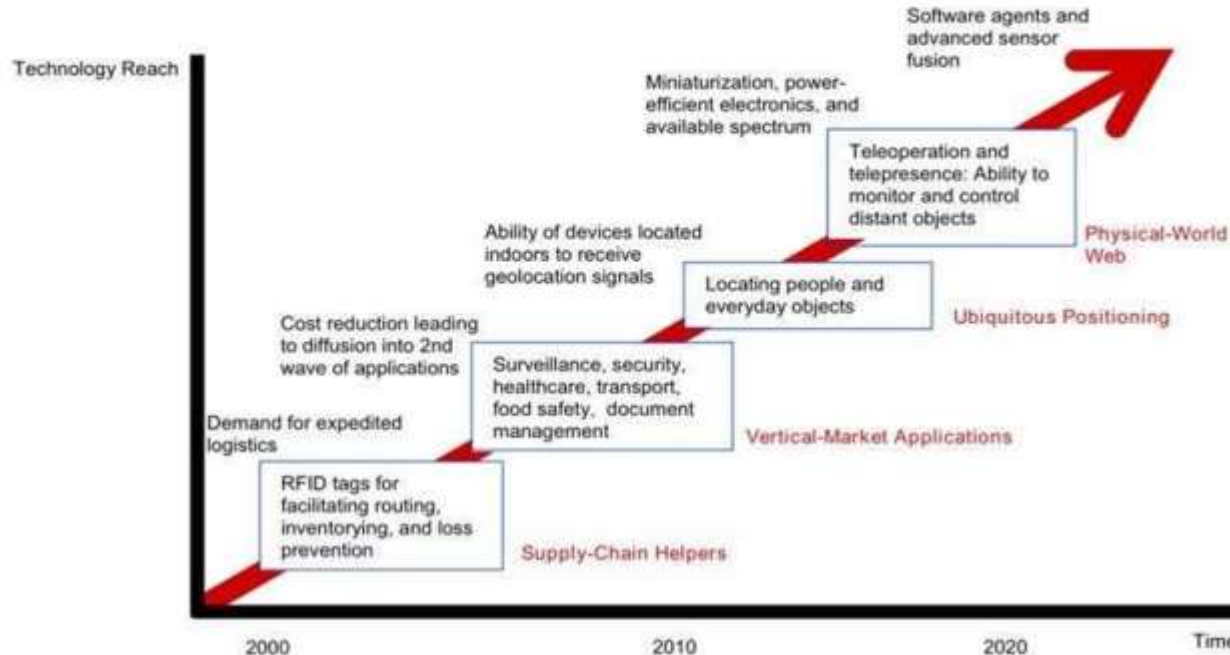 Software agents and
advanced sensor
fusion
Technology Reach
Miniaturization, power-
efficient electronics, and
available spectrum
Teleoperation and
telepresence: Ability to
monitor and control
distant objects
Physical-World
Web
Ability of devices located
indoors to receive
geolocation signals
Locating people and
everyday objects
Ubiquitous Positioning
Cost reduction leading
to diffusion into 2nd
wave of applications
Surveillance, security,
healthcare, transport,
food safety, document
management
Vertical-Market Applications
Demand for expedited
logistics
RFID tags for
facilitating routing,
inventorying, and loss
prevention
Supply-Chain Helpers
2000
2010
2020
Time